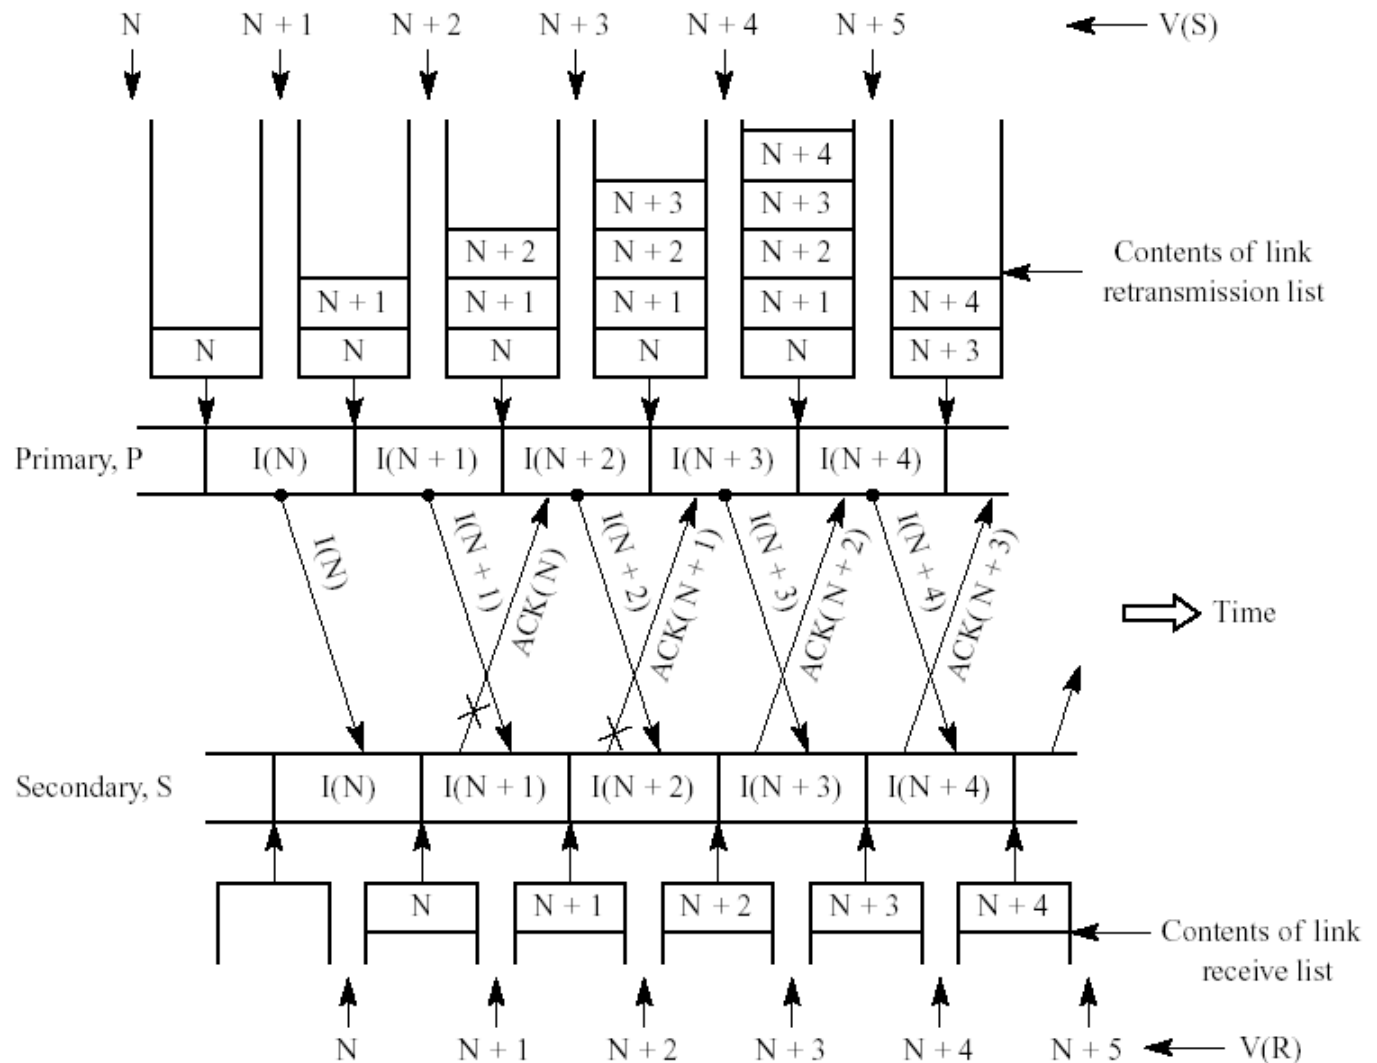 N N + 1 N + 2 N + 3 N + 4 N + 5 V(S)
N + 4
N + 3 N + 3
N + 2 N + 2 N + 2
Contents of link
retransmission list
N + 1 N + 1 N + 1 N + 1 N + 4
N N N N N N + 3
Primary, P I(N) I(N + 1) I(N + 2) I(N + 3) I(N + 4)
I(N) I(N + 1) ACK(N) I(N + 2) ACK(N + 1) I(N + 3) ACK(N + 2) I(N + 4) ACK(N + 3)
Time
Secondary, S I(N) I(N + 1) I(N + 2) I(N + 3) I(N + 4)
N N + 1 N + 2 N + 3 N + 4
Contents of link
receive list
N N + 1 N + 2 N + 3 N + 4 N + 5 V(R)